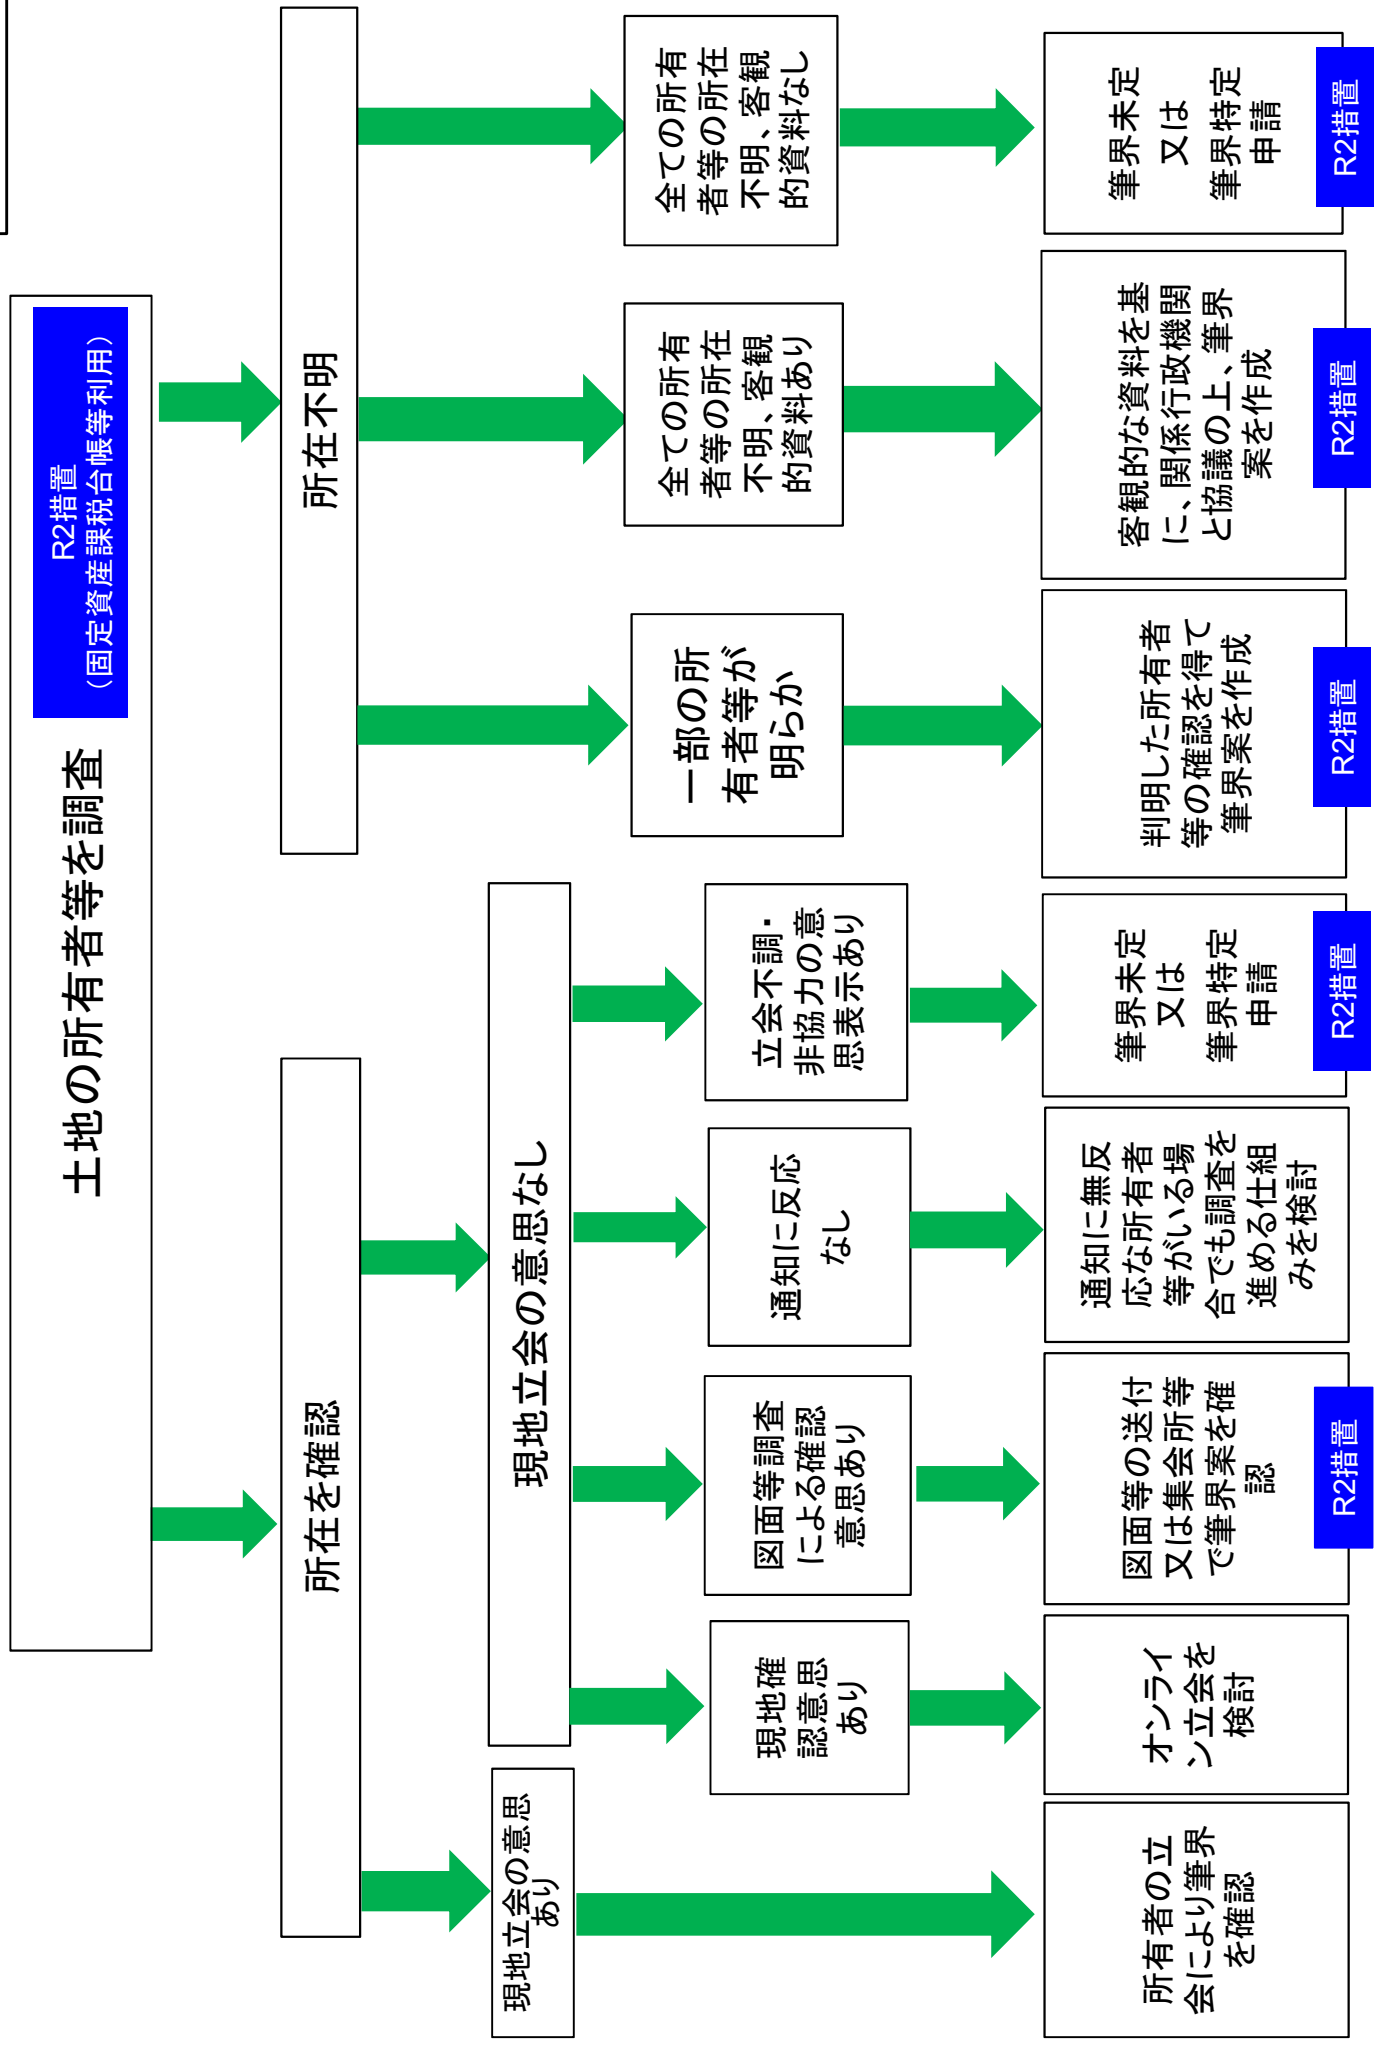 土地の所有者等を調査
R2措置
（固定資産課税台帳等利用）
所在を確認
所在不明
現地立会の意思
あり
現地立会の意思なし
現地確
認意思
あり
図面等調査
による確認
意思あり
通知に反応
なし
立会不調・
非協力の意
思表示あり
一部の所
有者等が
明らか
全ての所有
者等の所在
不明、客観
的資料あり
全ての所有
者等の所在
不明、客観
的資料なし
所有者の立
会により筆界
を確認
オンライ
ン立会を
検討
図面等の送付
又は集会所等
で筆界案を確
認
R2措置
通知に無反
応な所有者
等がいる場
合でも調査を
進める仕組
みを検討
筆界未定
又は
筆界特定
申請
R2措置
判明した所有者
等の確認を得て
筆界案を作成
R2措置
客観的な資料を基
に、関係行政機関
と協議の上、筆界
案を作成
R2措置
筆界未定
又は
筆界特定
申請
R2措置